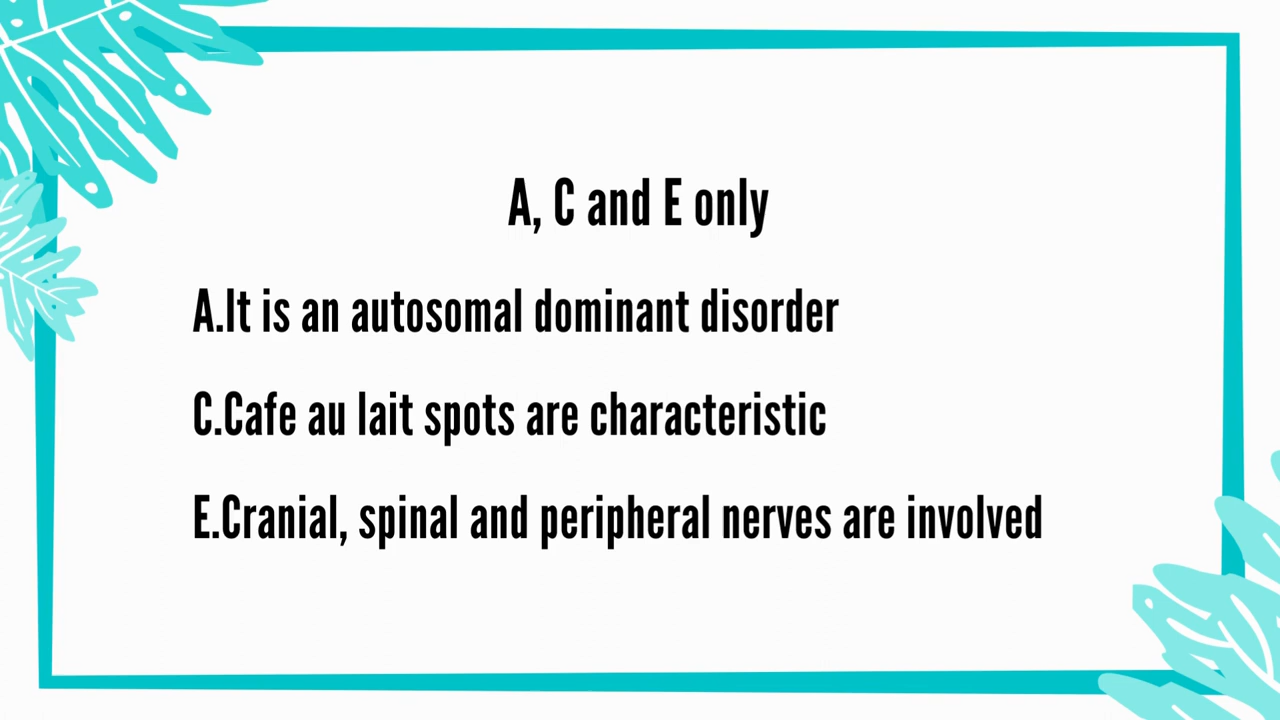 A, C and E only
A.It is an autosomal dominant disorder
C.Cafe au lait spots are characteristic
E.Cranial, spinal and peripheral nerves are involved